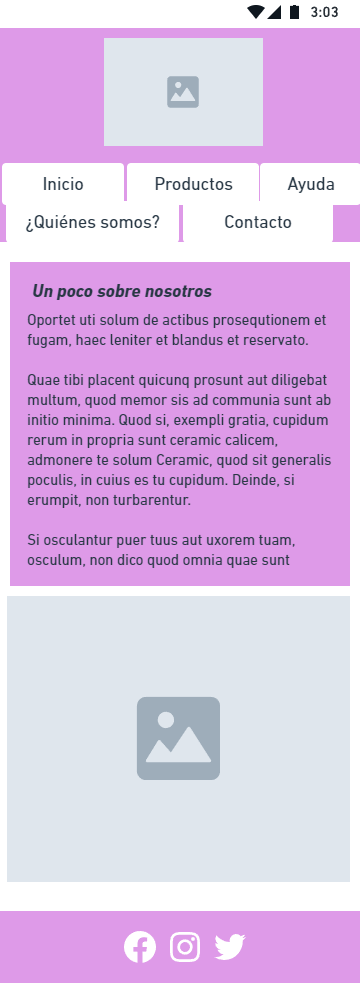 3:03
Inicio Productos Ayuda
¿Quiénes somos? Contacto
Un poco sobre nosotros
Oportet uti solum de actibus prosequtionem et
fugam, haec leniter et blandus et reservato.
Quae tibi placent quicunq prosunt aut diligebat
multum, quod memor sis ad communia sunt ab
initio minima. Quod si, exempli gratia, cupidum
rerum in propria sunt ceramic calicem,
admonere te solum Ceramic, quod sit generalis
poculis, in cuius es tu cupidum. Deinde, si
erumpit, non turbarentur.
Si osculantur puer tuus aut uxorem tuam,
osculum, non dico quod omnia quae sunt